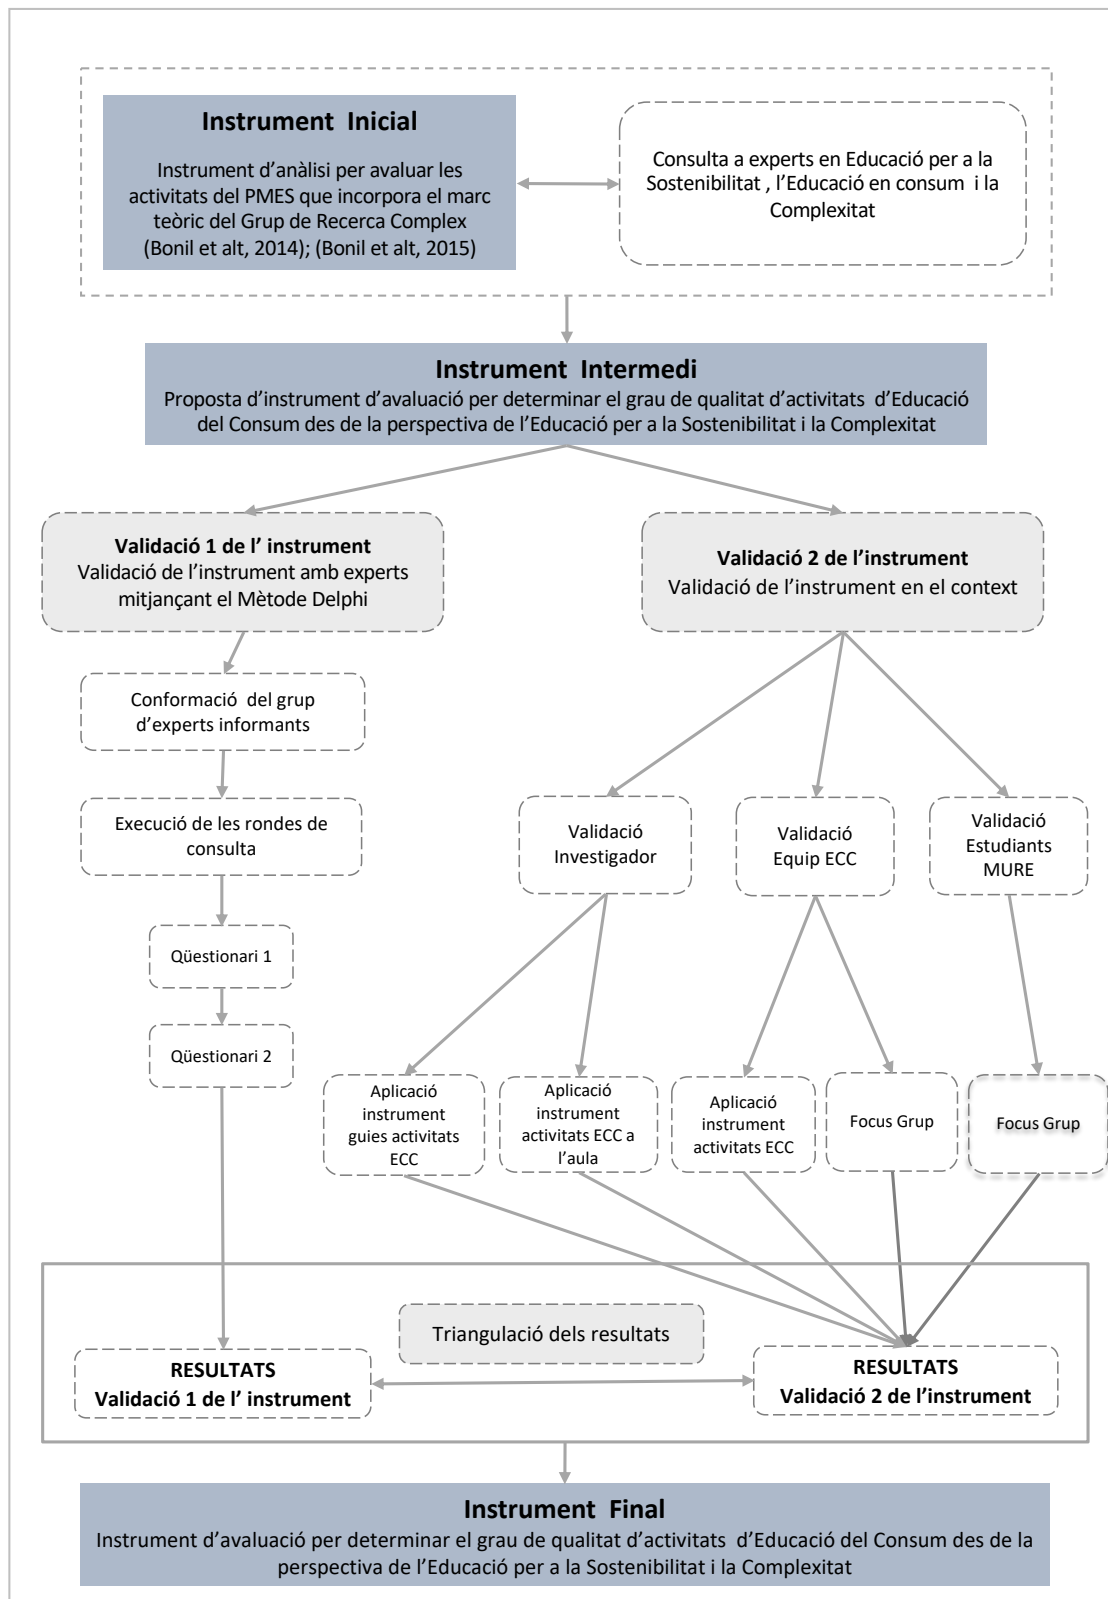 Instrument Inicial
Instrument d’anàlisi per avaluar les
activitats del PMES que incorpora el marc
teòric del Grup de Recerca Complex
(Bonil et alt, 2014); (Bonil et alt, 2015)
Consulta a experts en Educació per a la
Sostenibilitat , l’Educació en consum i la
Complexitat
Instrument Intermedi
Proposta d’instrument d’avaluació per determinar el grau de qualitat d’activitats d’Educació
del Consum des de la perspectiva de l’Educació per a la Sostenibilitat i la Complexitat
Validació 1 de l’ instrument
Validació de l’instrument amb experts
mitjançant el Mètode Delphi
Validació 2 de l’instrument
Validació de l’instrument en el context
Conformació del grup
d’experts informants
Execució de les rondes de
consulta
Qüestionari 1
Qüestionari 2
Validació
Investigador
Validació
Equip ECC
Validació
Estudiants
MURE
Aplicació
instrument
guies activitats
ECC
Aplicació
instrument
activitats ECC a
l’aula
Aplicació
instrument
activitats ECC
Focus Grup
Focus Grup
Triangulació dels resultats
RESULTATS
Validació 1 de l’ instrument
RESULTATS
Validació 2 de l’instrument
Instrument Final
Instrument d’avaluació per determinar el grau de qualitat d’activitats d’Educació del Consum des de la
perspectiva de l’Educació per a la Sostenibilitat i la Complexitat